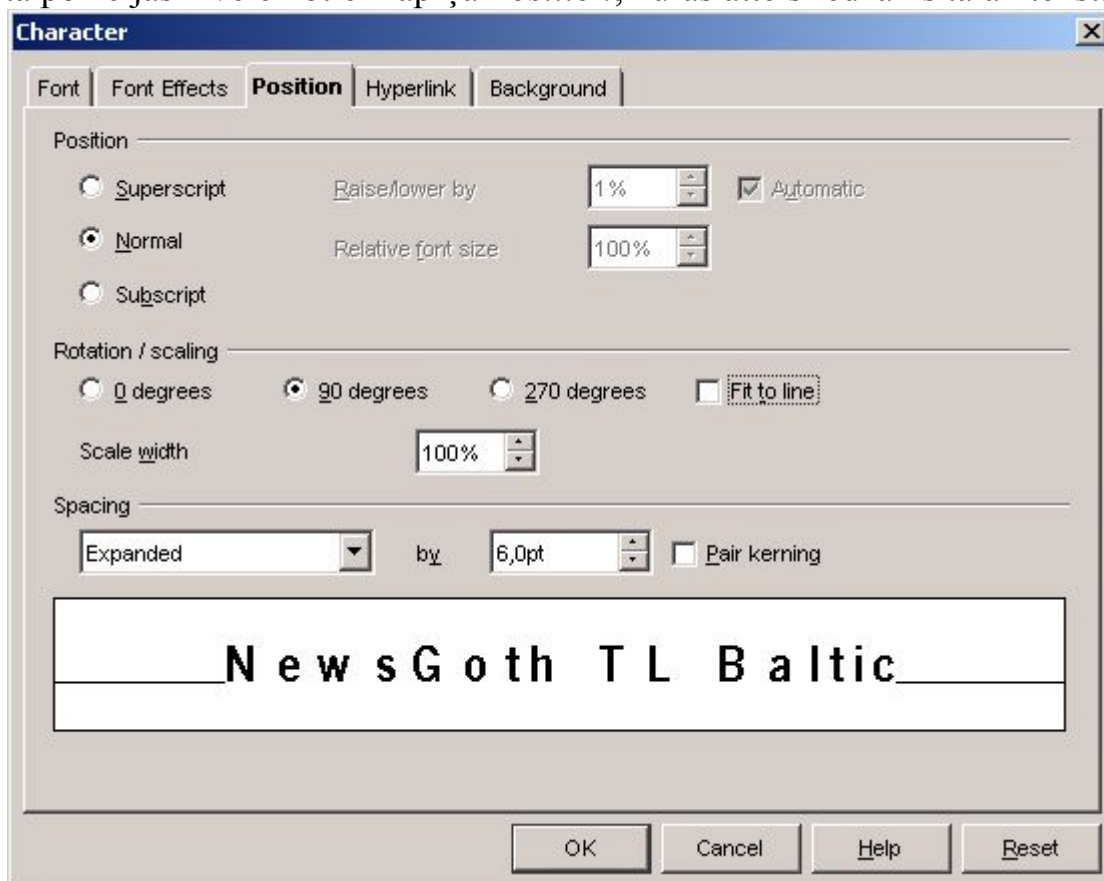 Character
Font Font Effects Position Hyperlink Background
Position
Superscript Raise/lower by 1% Automatic
Normal Relative font size 100%
Subscript
Rotation / scaling
0 degrees 90 degrees 270 degrees Fit to line
Scale width 100%
Spacing
Expanded by 6,0pt Pair kerning
NewsGoth TL Baltic
OK Cancel Help Reset